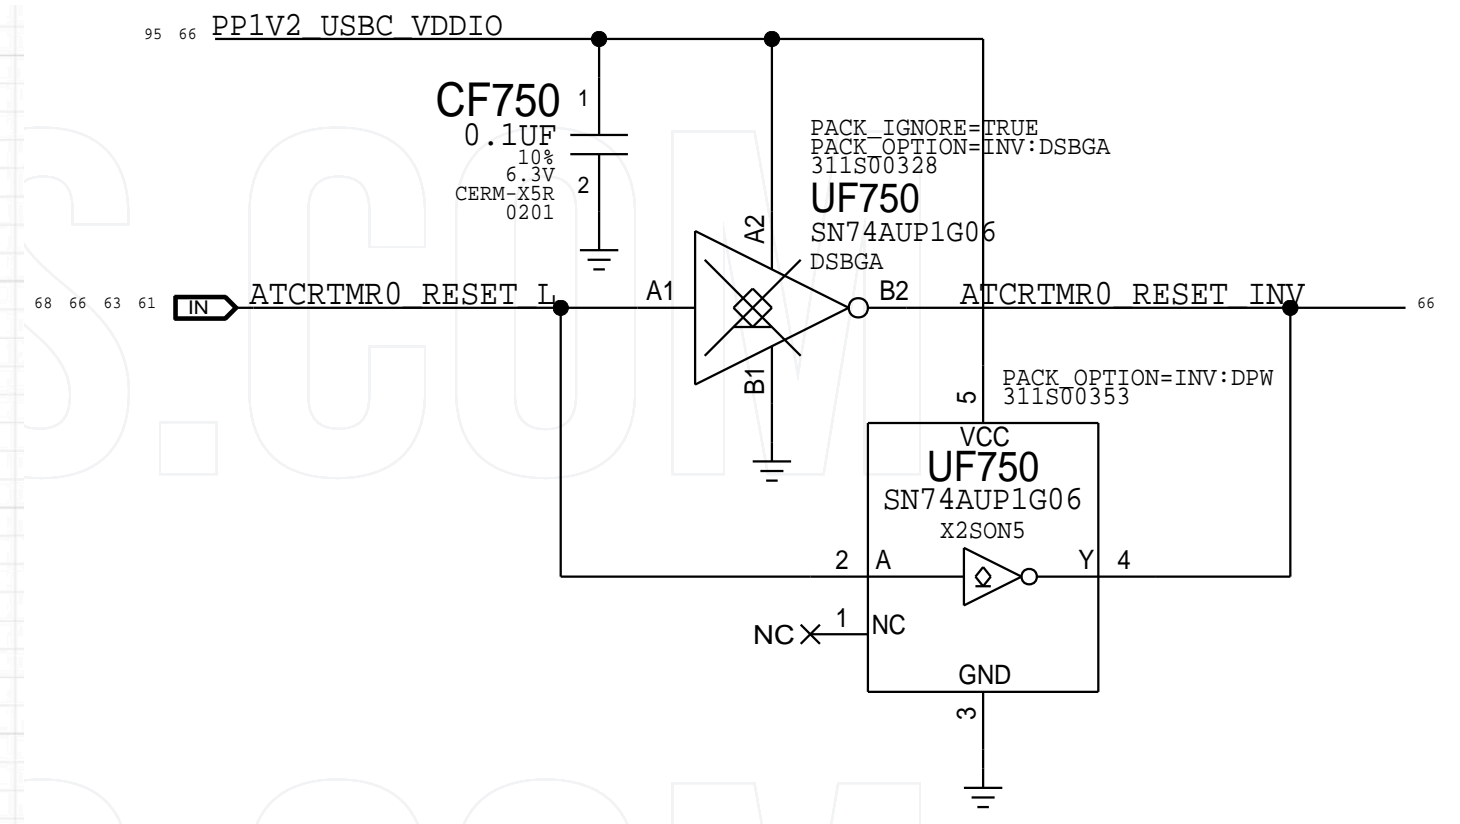 95 66 PP1V2_USBC_VDDIO
CF750
1
0.1UF
10%
6.3V
CERM-X5R
0201
2
PACK_IGNORE=TRUE
PACK_OPTION=INV:DSBGA
311S00328
UF750
SN74AUP1G06
DSBGA
A2
68 66 63 61 IN ATCRTMR0_RESET_L
A1
B2
ATCRTMR0_RESET_INV
66
B1
PACK_OPTION=INV:DPW
311S00353
5
VCC
UF750
SN74AUP1G06
X2SON5
2 A
Y 4
NC 1 NC
GND
3
S.COM
S.COM